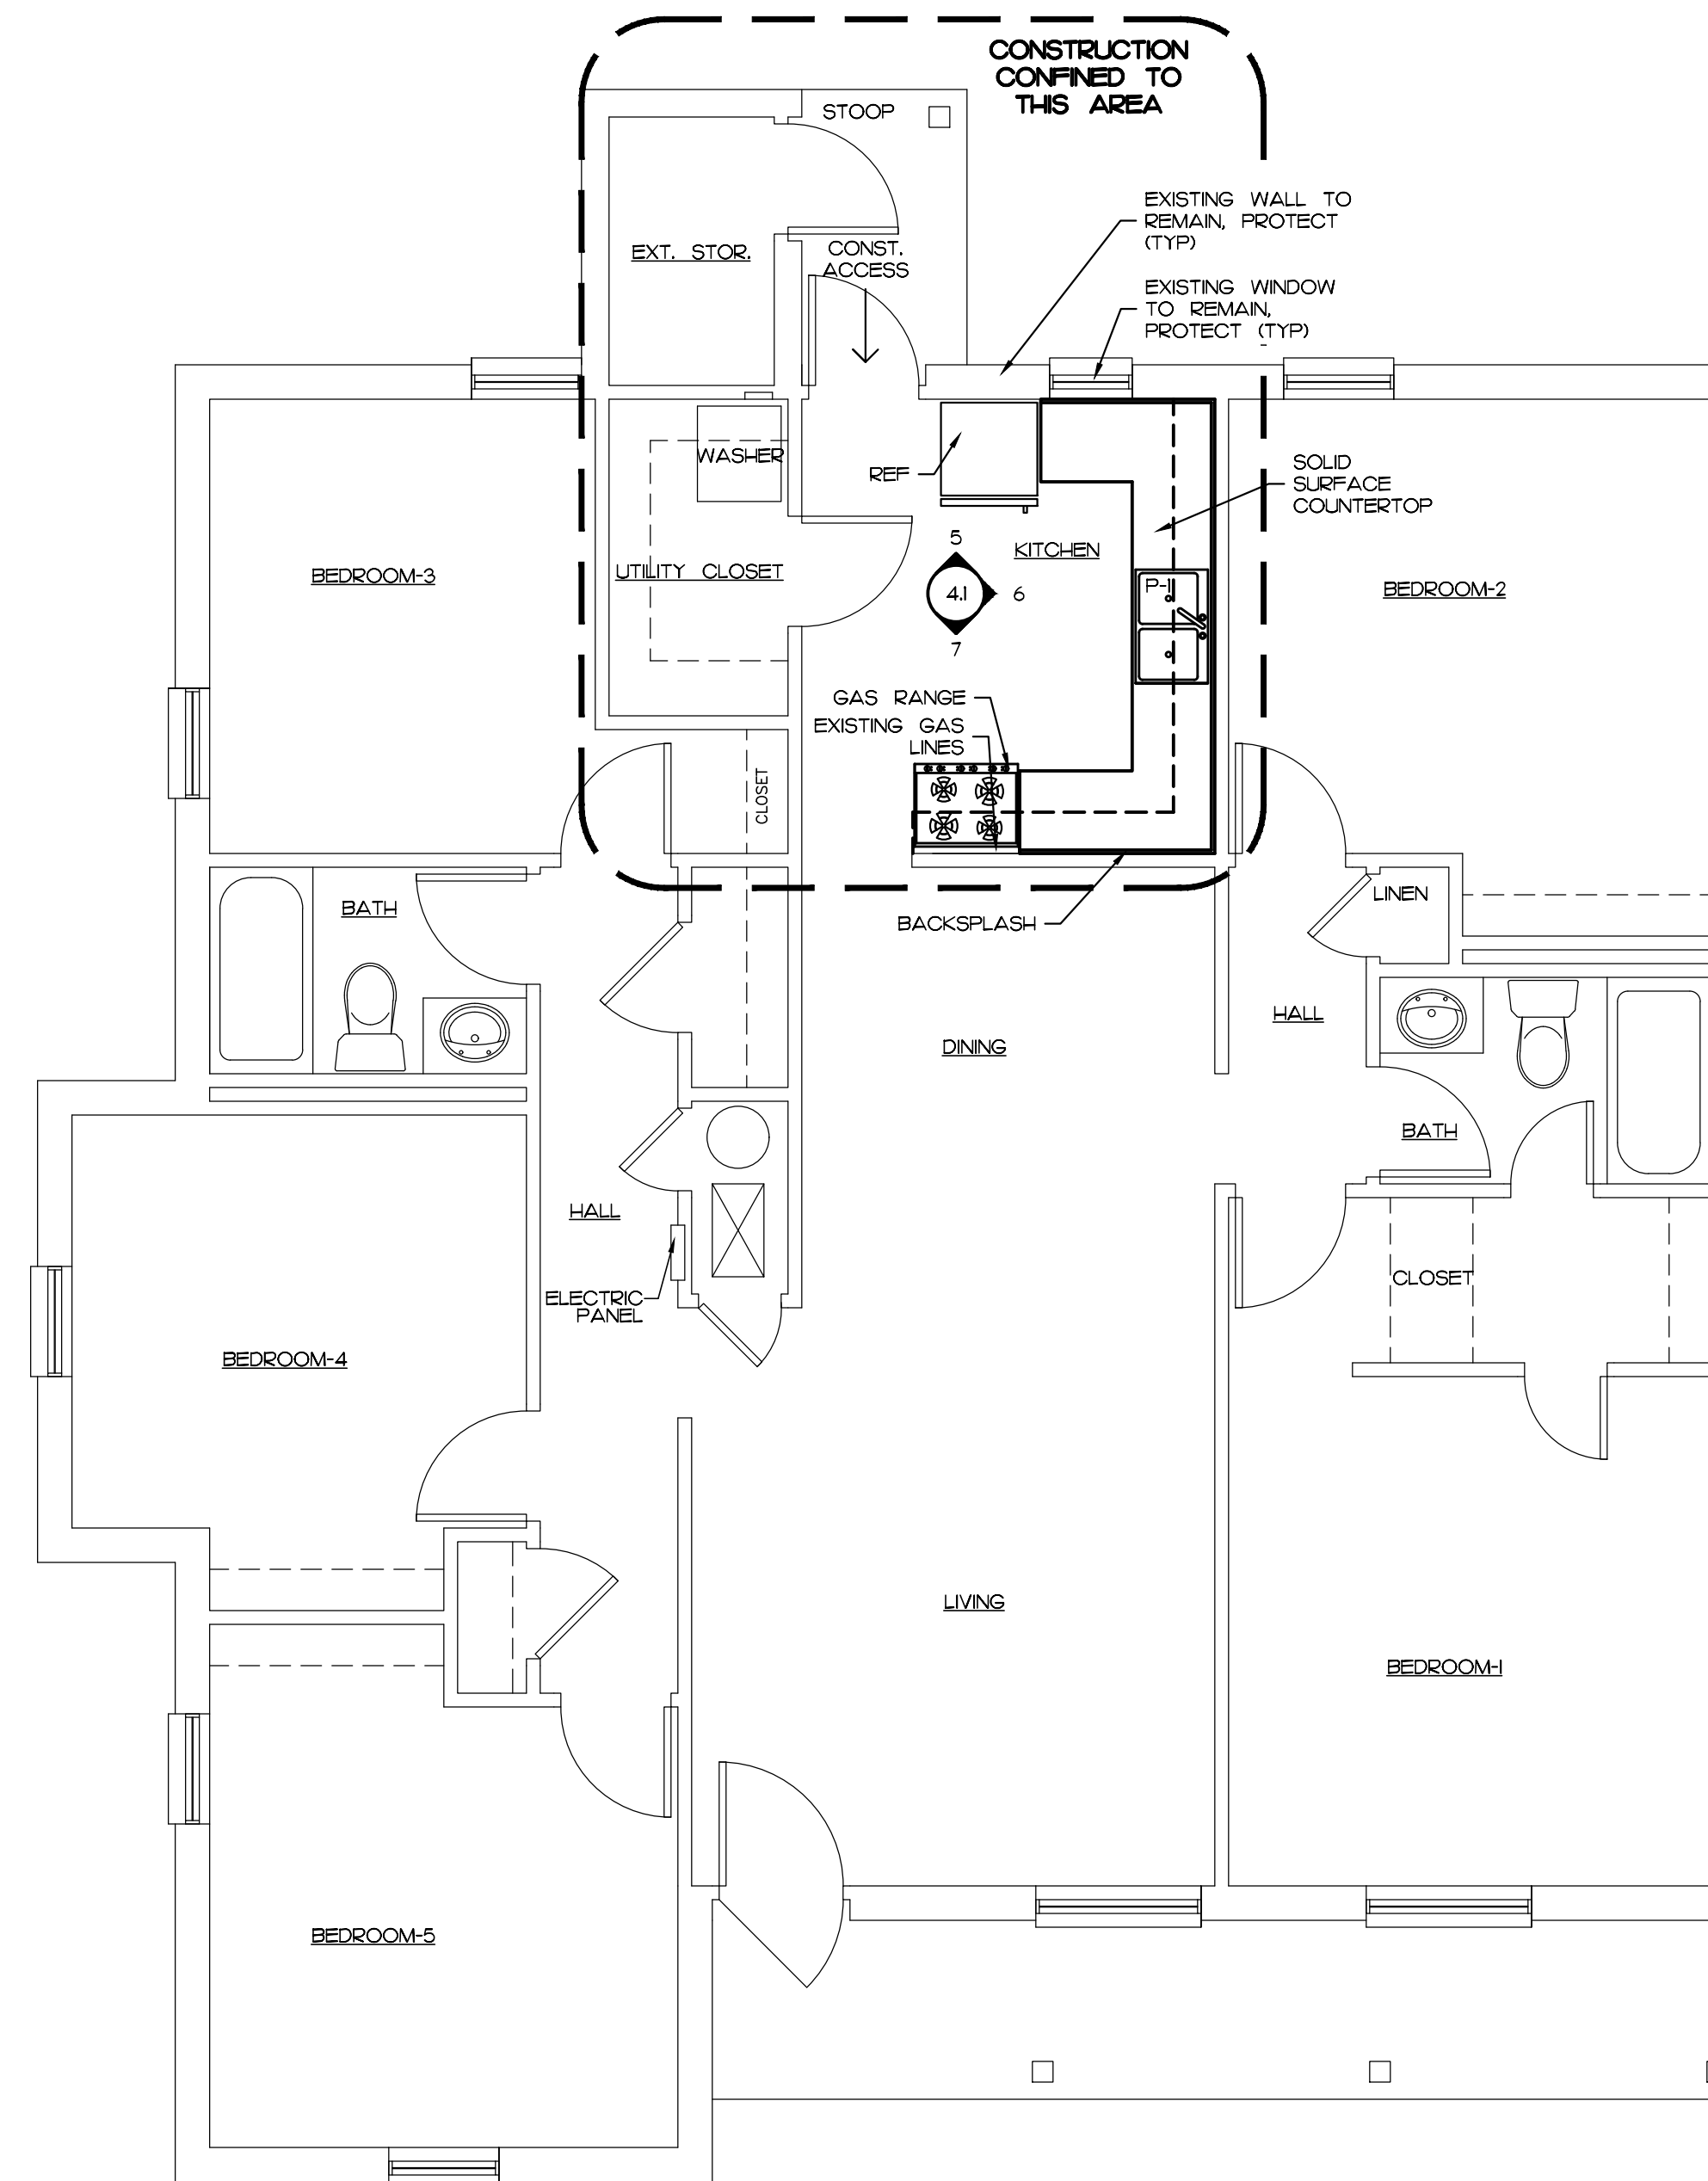 CONSTRUCTION
CONFINED TO
THIS AREA
STOOP
EXISTING WALL TO
REMAIN, PROTECT
(TYP)
EXT. STOR.
CONST.
ACCESS
EXISTING WINDOW
TO REMAIN,
PROTECT (TYP)
WASHER
REF
SOLID
SURFACE
COUNTERTOP
5
KITCHEN
BEDROOM-3
UTILITY CLOSET
4.1
6
P-1
BEDROOM-2
7
GAS RANGE
EXISTING GAS
LINES
CLOSET
BATH
BACKSPLASH
LINEN
HALL
DINING
BATH
HALL
CLOSET
ELECTRIC
PANEL
BEDROOM-4
LIVING
BEDROOM-1
BEDROOM-5